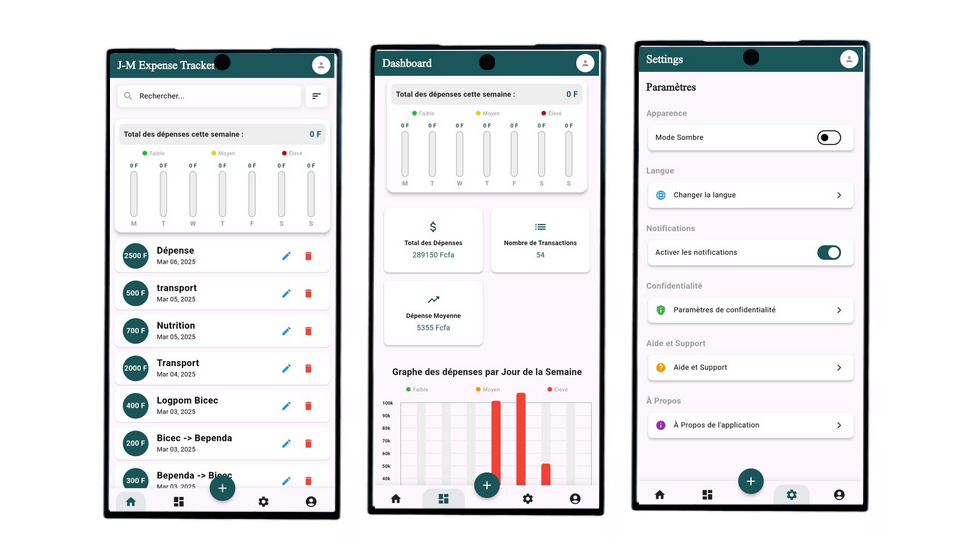 J-M Expense Tracker
Rechercher...
Total des dépenses cette semaine :
0 F
Faible
Moyen
Élevé
0 F 0 F 0 F 0 F 0 F 0 F 0 F
M T W T F S S
2500 F
Dépense
Mar 06, 2025
500 F
transport
Mar 05, 2025
700 F
Nutrition
Mar 05, 2025
2000 F
Transport
Mar 04, 2025
400 F
Logpom Bicec
Mar 03, 2025
200 F
Bicec -> Bependa
Mar 03, 2025
300 F
Bependa -> Bicec
Mar 03, 2025
Dashboard
Total des dépenses cette semaine :
0 F
Faible
Moyen
Élevé
0 F 0 F 0 F 0 F 0 F 0 F 0 F
M T W T F S S
Total des Dépenses
289150 Fcfa
Nombre de Transactions
54
Dépense Moyenne
5355 Fcfa
Graphe des dépenses par Jour de la Semaine
Faible
Moyen
Élevé
100k
90k
80k
70k
60k
50k
40k
Settings
Paramètres
Apparence
Mode Sombre
Langue
Changer la langue
Notifications
Activer les notifications
Confidentialité
Paramètres de confidentialité
Aide et Support
Aide et Support
À Propos
À Propos de l'application